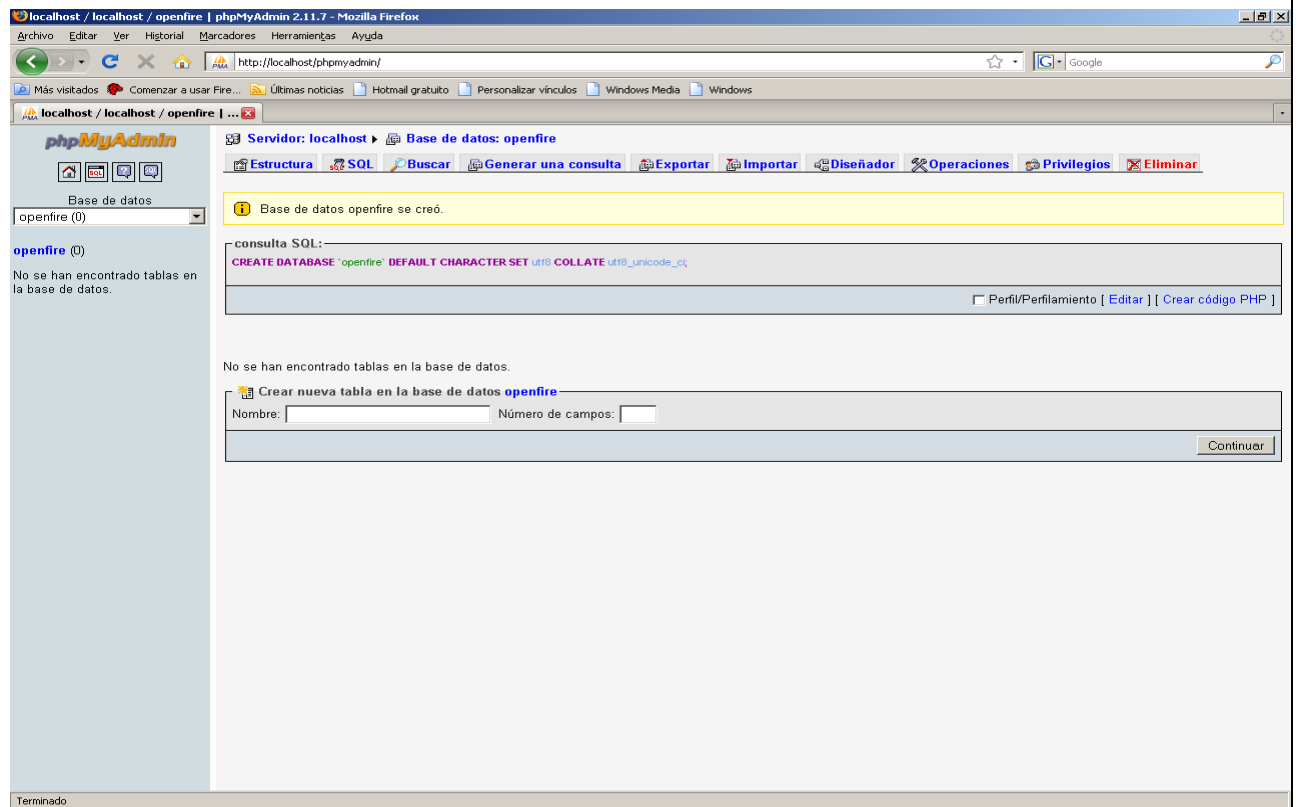 localhost / localhost / openfire | phpMyAdmin 2.11.7 - Mozilla Firefox
Archivo Editar Ver Historial Marcadores Herramientas Ayuda
PMA http://localhost/phpmyadmin/ G Google
Más visitados Comenzar a usar Fire... Últimas noticias Hotmail gratuito Personalizar vínculos Windows Media Windows
localhost / localhost / openfire | ...
phpMyAdmin
SQL
Base de datos
openfire (0)
openfire (0)
No se han encontrado tablas en
la base de datos.
Servidor: localhost Base de datos: openfire
Estructura SQL Buscar Generar una consulta Exportar Importar Diseñador Operaciones Privilegios Eliminar
Base de datos openfire se creó.
consulta SQL:
CREATE DATABASE `openfire` DEFAULT CHARACTER SET utf8 COLLATE utf8_unicode_ci;
Perfil/Perfilamiento [ Editar ] [ Crear código PHP ]
No se han encontrado tablas en la base de datos.
Crear nueva tabla en la base de datos openfire
Nombre: Número de campos:
Continuar
Terminado